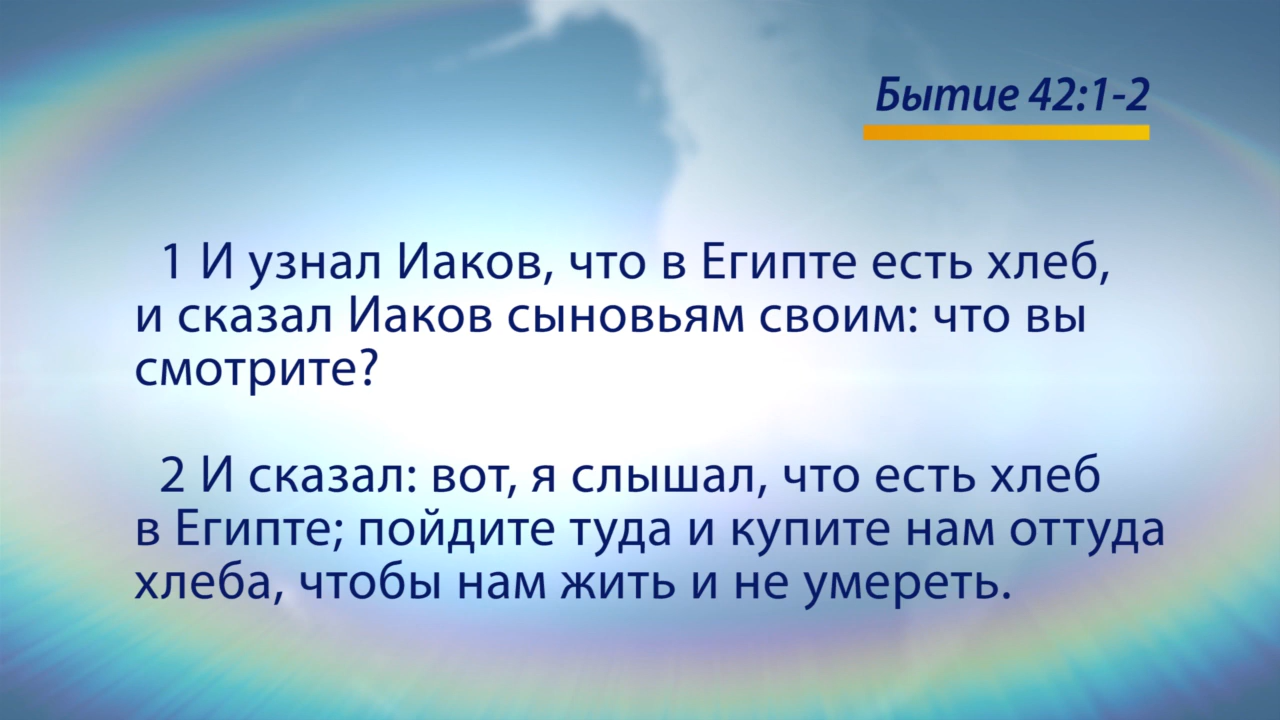 Бытие 42:1-2
1 И узнал Иаков, что в Египте есть хлеб,
и сказал Иаков сыновьям своим: что вы
смотрите?
2 И сказал: вот, я слышал, что есть хлеб
в Египте; пойдите туда и купите нам оттуда
хлеба, чтобы нам жить и не умереть.